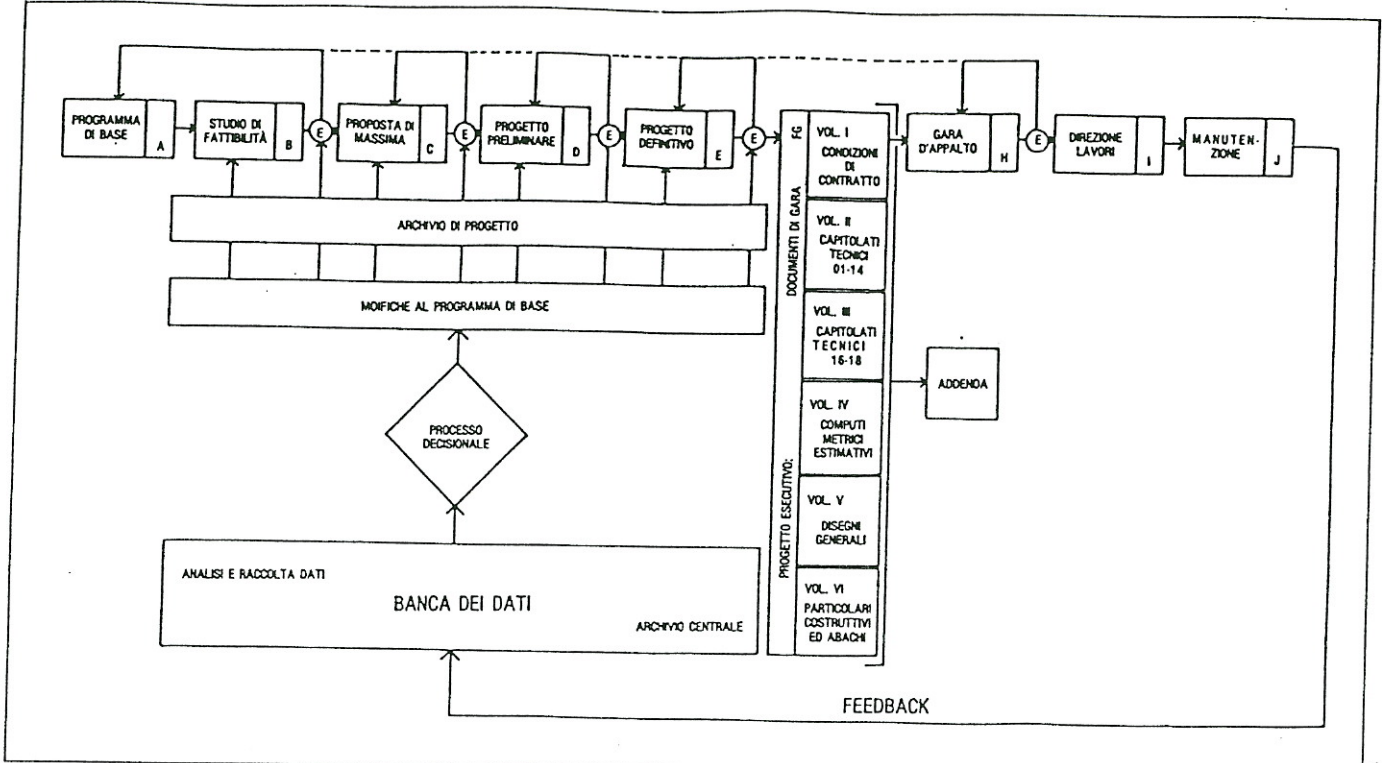 PROGRAMMA
DI BASE
A
STUDIO DI
FATTIBILITÀ
B
E
PROPOSTA DI
MASSIMA
C
E
PROGETTO
PRELIMINARE
D
E
PROGETTO
DEFINITIVO
E
E
FG
DOCUMENTI DI GARA
PROGETTO ESECUTIVO:
VOL. I
CONDIZIONI
DI
CONTRATTO
VOL. II
CAPITOLATI
TECNICI
01-14
VOL. III
CAPITOLATI
TECNICI
16-18
VOL. IV
COMPUTI
METRICI
ESTIMATIVI
VOL. V
DISEGNI
GENERALI
VOL. VI
PARTICOLARI
COSTRUTTIVI
ED ABACHI
GARA
D'APPALTO
H
E
DIREZIONE
LAVORI
I
MANUTEN-
ZIONE
J
ADDENDA
ARCHIVIO DI PROGETTO
MOIFICHE AL PROGRAMMA DI BASE
PROCESSO
DECISIONALE
ANALISI E RACCOLTA DATI
BANCA DEI DATI
ARCHIVIO CENTRALE
FEEDBACK